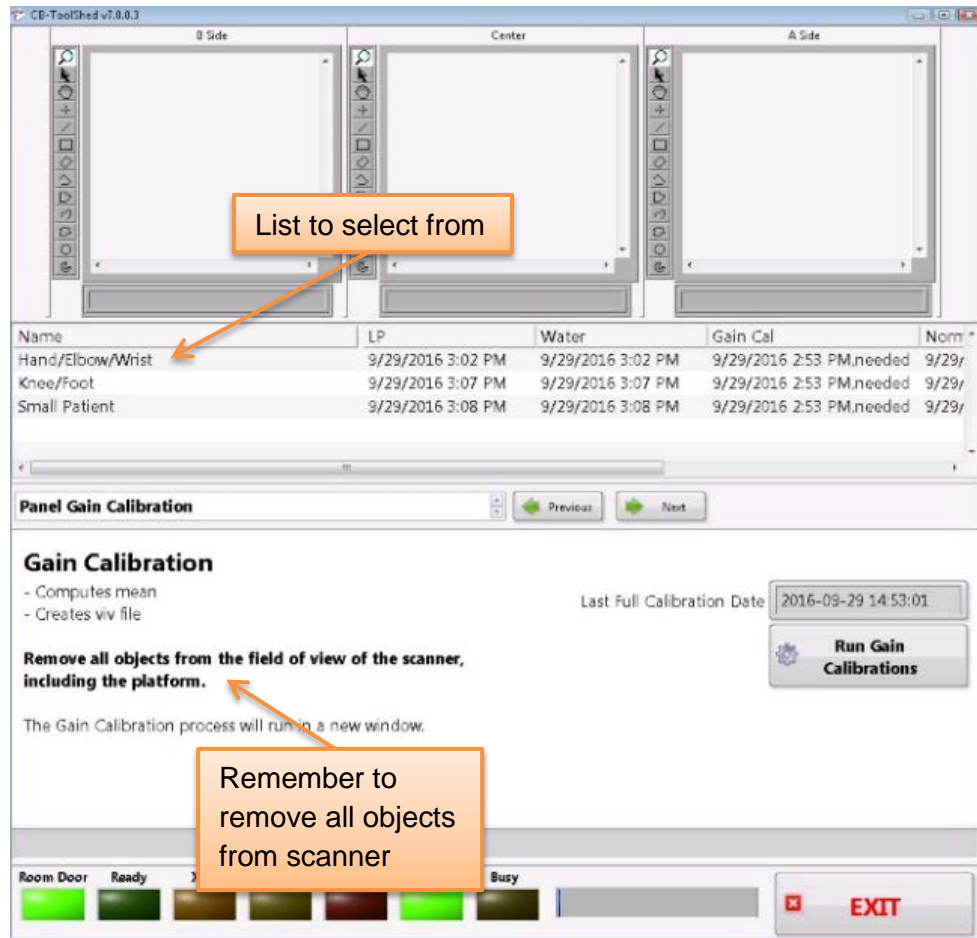 CB-ToolShed v7.0.0.3
B Side Center A Side
List to select from
Name LP Water Gain Cal Norm
Hand/Elbow/Wrist 9/29/2016 3:02 PM 9/29/2016 3:02 PM 9/29/2016 2:53 PM,needed 9/29/
Knee/Foot 9/29/2016 3:07 PM 9/29/2016 3:07 PM 9/29/2016 2:53 PM,needed 9/29/
Small Patient 9/29/2016 3:08 PM 9/29/2016 3:08 PM 9/29/2016 2:53 PM,needed 9/29/
Panel Gain Calibration Previous Next
Gain Calibration
- Computes mean
- Creates viv file
Last Full Calibration Date 2016-09-29 14:53:01
Run Gain
Calibrations
Remove all objects from the field of view of the scanner,
including the platform.
The Gain Calibration process will run in a new window.
Remember to
remove all objects
from scanner
Room Door Ready Busy
EXIT